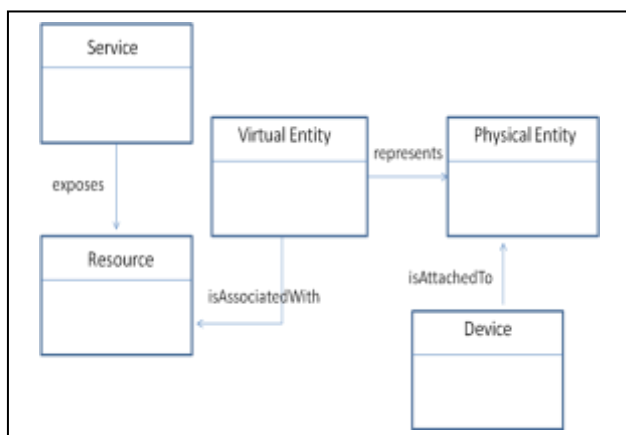 Service
Virtual Entity
Physical Entity
represents
exposes
Resource
isAttachedTo
isAssociatedWith
Device